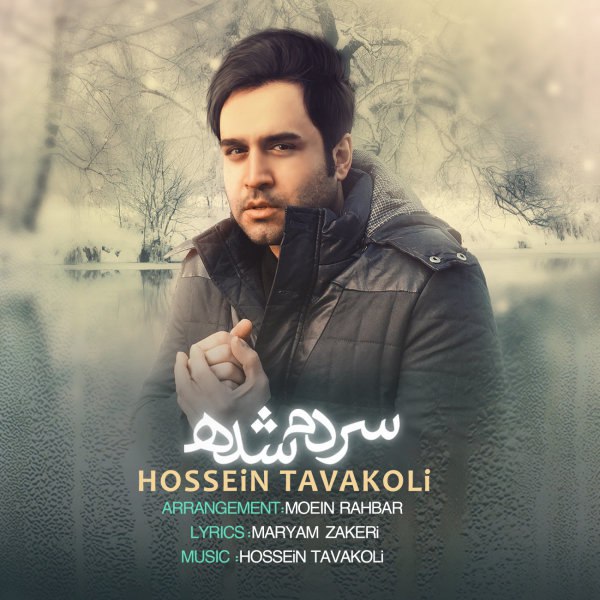 سردم شده
HOSSEiN TAVAKOLi
ARRANGEMENT:MOEIN RAHBAR
LYRICS:MARYAM ZAKERi
MUSIC :HOSSEiN TAVAKOLi